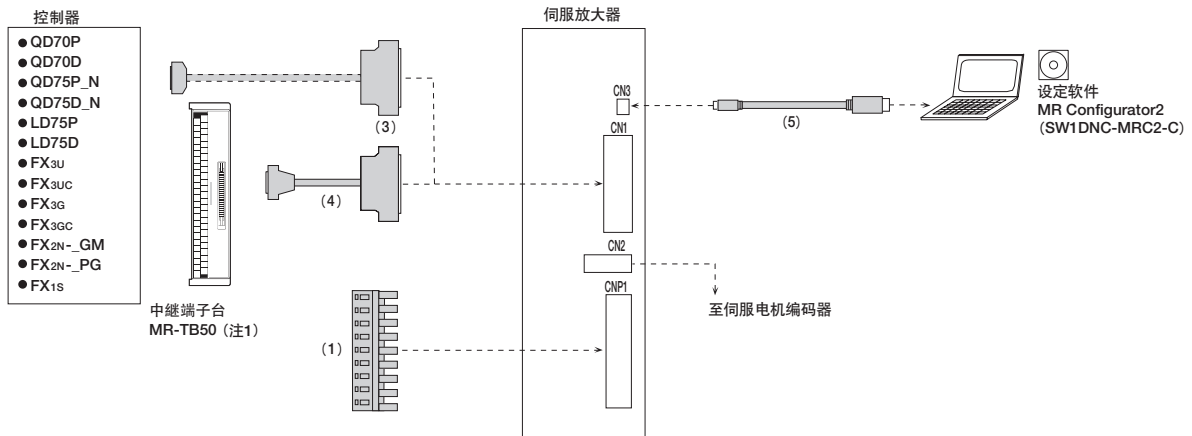 控制器
● QD70P
● QD70D
● QD75P_N
● QD75D_N
● LD75P
● LD75D
● FX3U
● FX3UC
● FX3G
● FX3GC
● FX2N-_GM
● FX2N-_PG
● FX1S
中继端子台
MR-TB50（注1）
(3)
(4)
(1)
伺服放大器
CN3
CN1
CN2
CNP1
至伺服电机编码器
(5)
设定软件
MR Configurator2
(SW1DNC-MRC2-C)